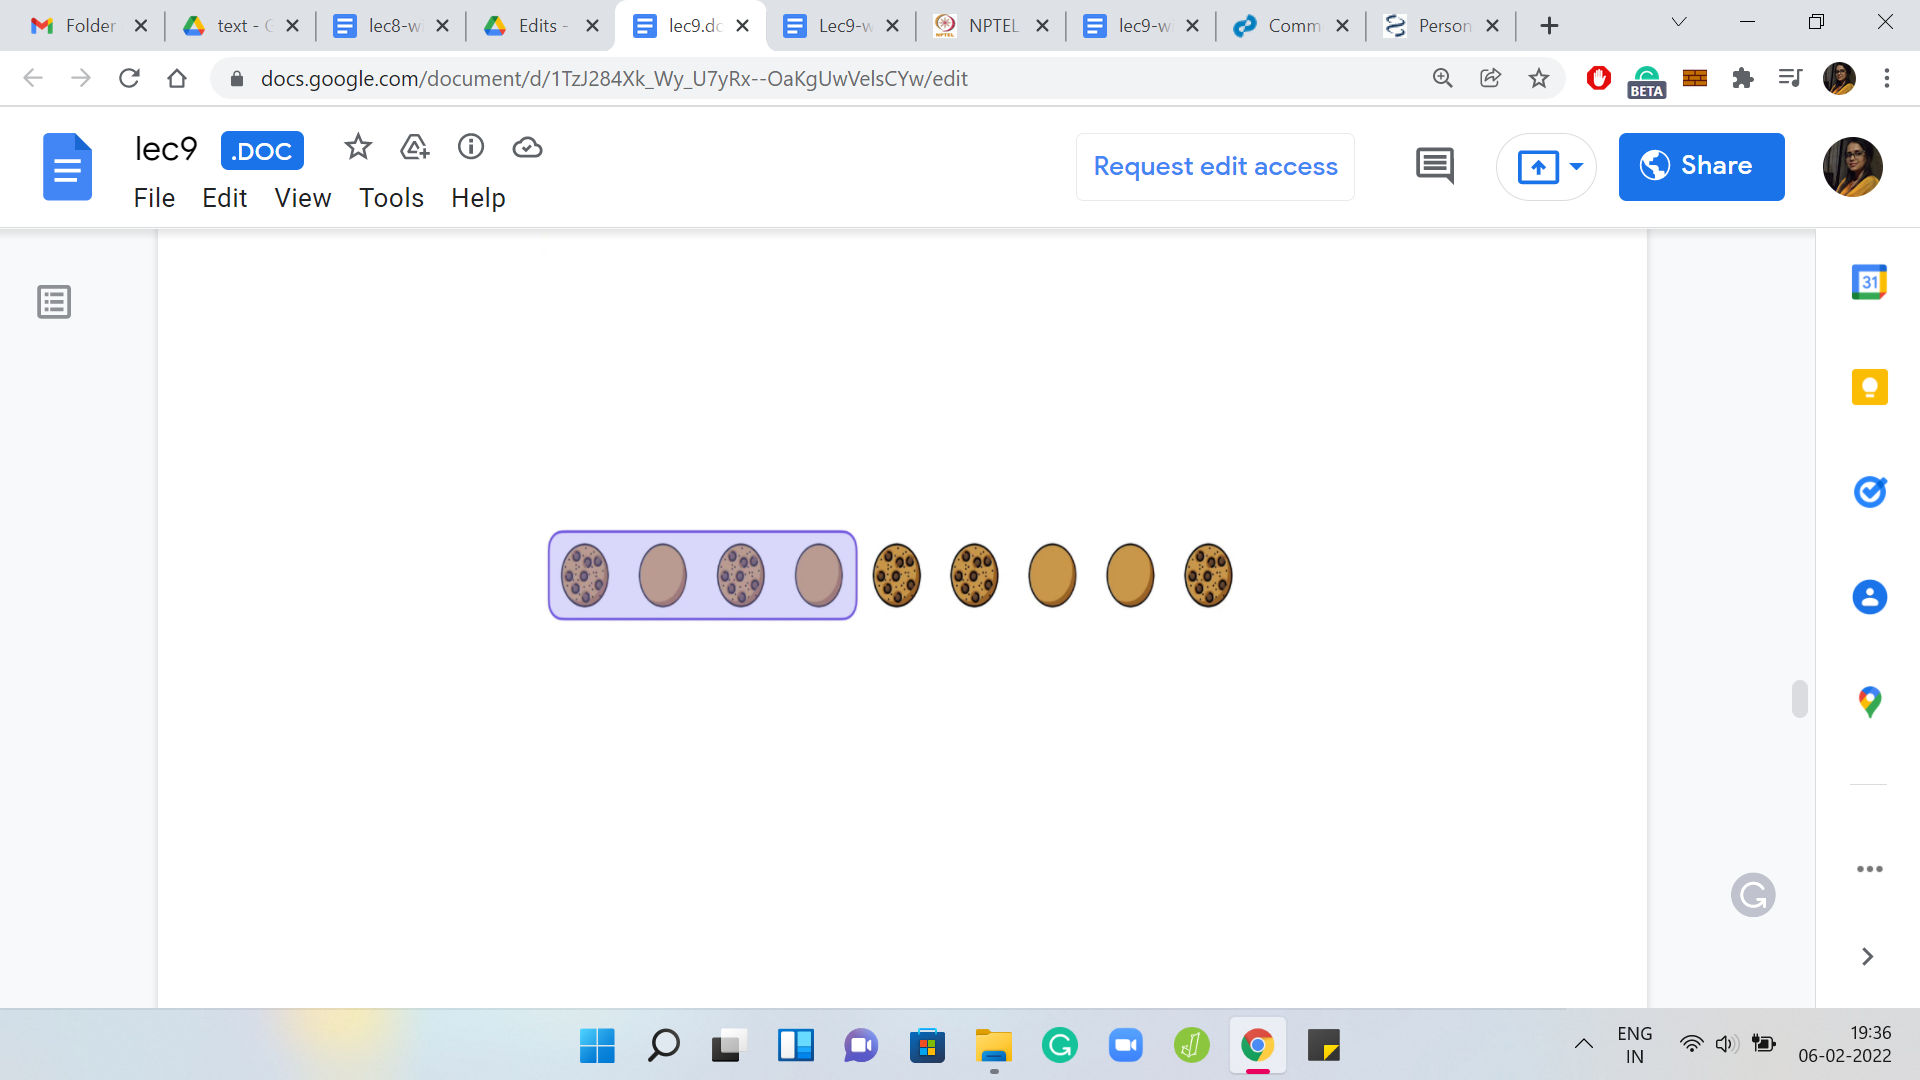 Folder
text - G
lec8-w
Edits -
lec9.dc
Lec9-w
NPTEL
lec9-w
Comm
Person
docs.google.com/document/d/1TzJ284Xk_Wy_U7yRx--OaKgUwVelsCYw/edit
BETA
lec9 .DOC
Request edit access
Share
File Edit View Tools Help
31
ENG
IN
19:36
06-02-2022